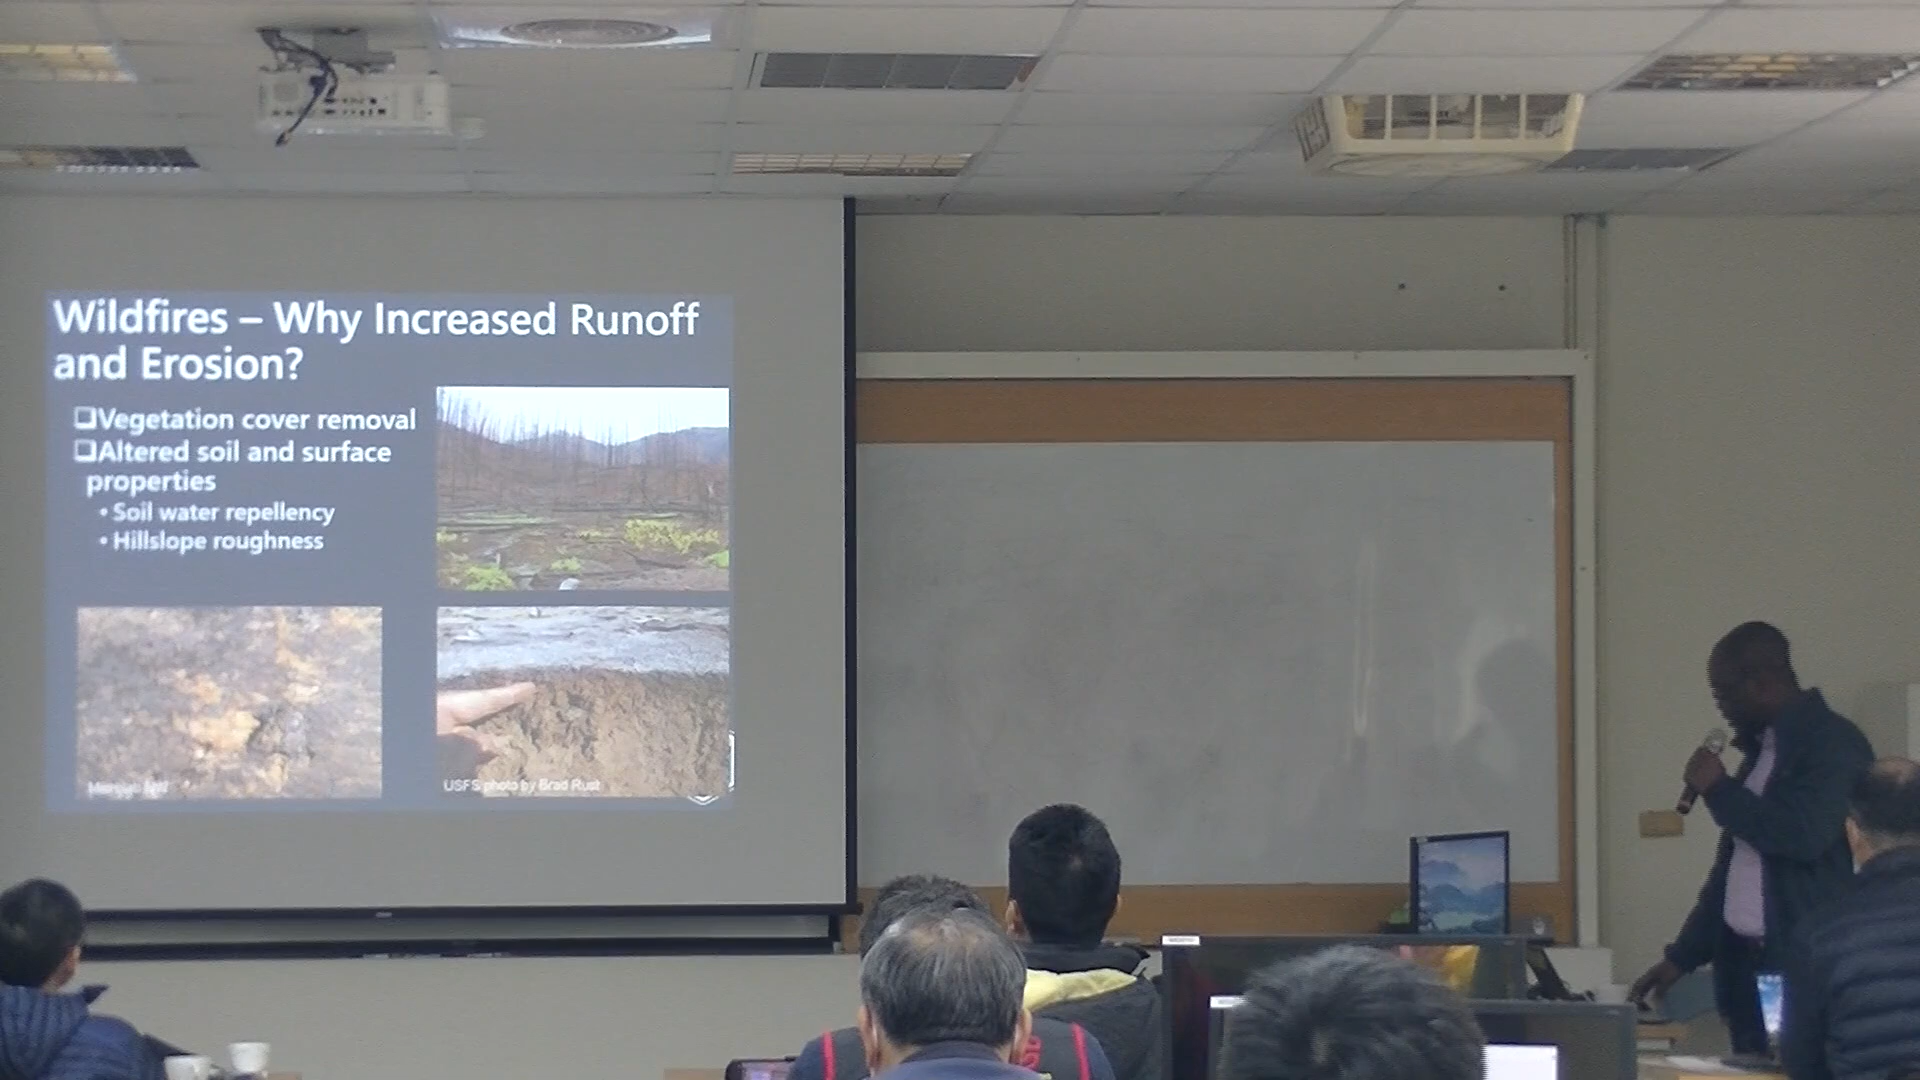 Wildfires – Why Increased Runoff
and Erosion?
❑Vegetation cover removal
❑Altered soil and surface
properties
• Soil water repellency
• Hillslope roughness
USFS photo by Brad Rust